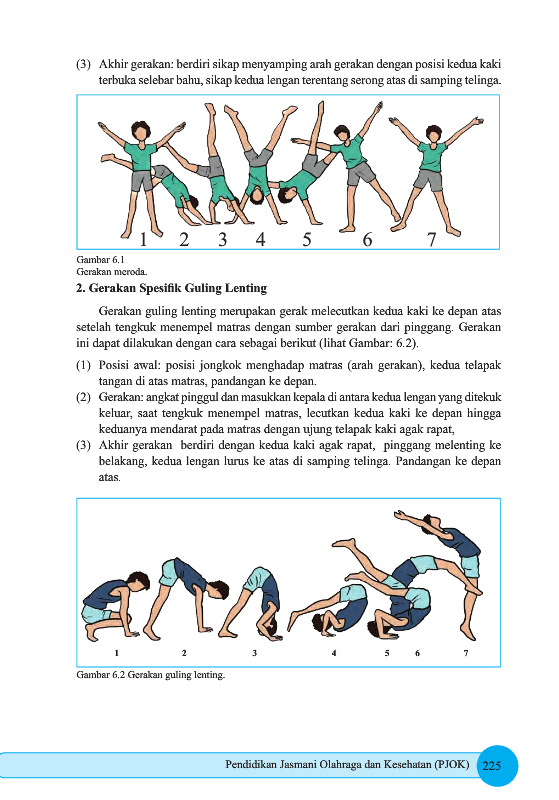 (3) Akhir gerakan: berdiri sikap menyamping arah gerakan dengan posisi kedua kaki
terbuka selebar bahu, sikap kedua lengan terentang serong atas di samping telinga.
1 2 3 4 5 6 7
Gambar 6.1
Gerakan meroda.
2. Gerakan Spesifik Guling Lenting
Gerakan guling lenting merupakan gerak melecutkan kedua kaki ke depan atas
setelah tengkuk menempel matras dengan sumber gerakan dari pinggang. Gerakan
ini dapat dilakukan dengan cara sebagai berikut (lihat Gambar: 6.2).
(1) Posisi awal: posisi jongkok menghadap matras (arah gerakan), kedua telapak
tangan di atas matras, pandangan ke depan.
(2) Gerakan: angkat pinggul dan masukkan kepala di antara kedua lengan yang ditekuk
keluar, saat tengkuk menempel matras, lecutkan kedua kaki ke depan hingga
keduanya mendarat pada matras dengan ujung telapak kaki agak rapat,
(3) Akhir gerakan berdiri dengan kedua kaki agak rapat, pinggang melenting ke
belakang, kedua lengan lurus ke atas di samping telinga. Pandangan ke depan
atas.
1 2 3 4 5 6 7
Gambar 6.2 Gerakan guling lenting.
Pendidikan Jasmani Olahraga dan Kesehatan (PJOK) 225